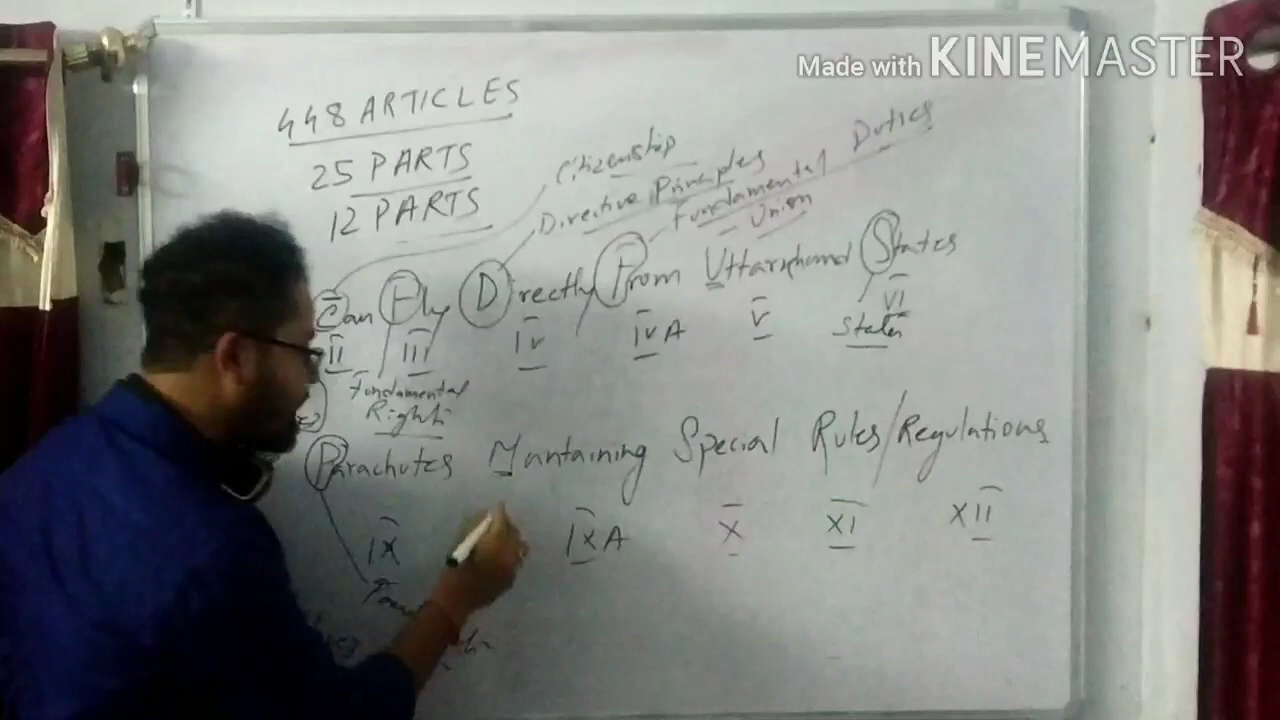 Made with KINEMASTER
448 ARTICLES
25 PARTS
12 PARTS
Citizenship
Directive Principles
Fundamental Duties
Union
Can Fly Directly From Uttarakhand States
II III IV IVA V VI
States
Fundamental
Rights
Parachutes Mantaining Special Rules/Regulations
IX IXA X XI XII